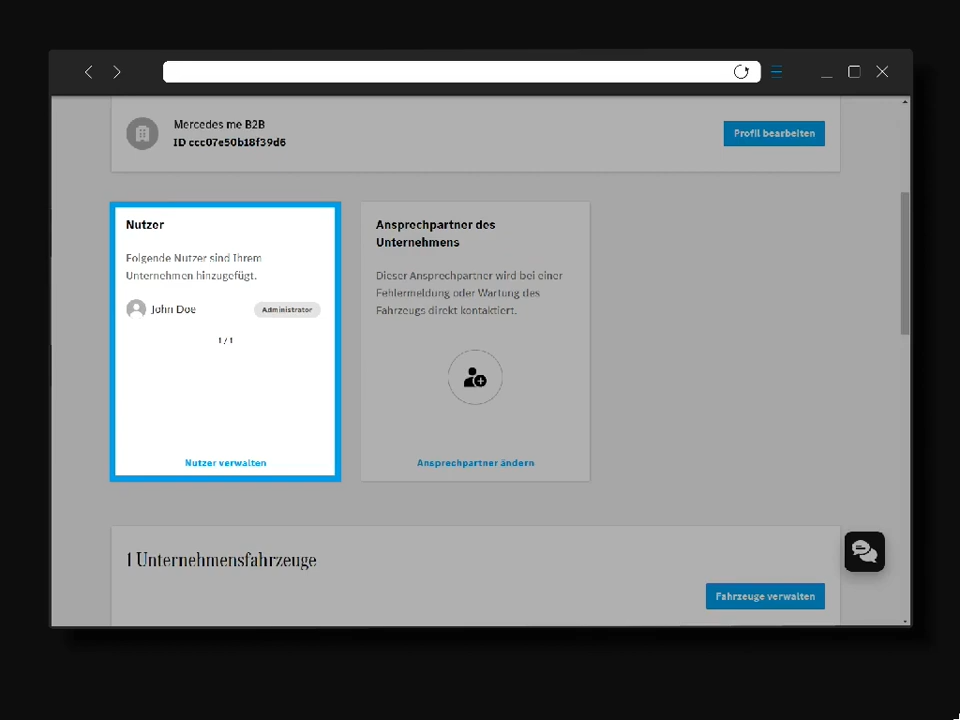 Mercedes me B2B
ID ccc07e50b18f39d6
Profil bearbeiten
Nutzer
Folgende Nutzer sind Ihrem
Unternehmen hinzugefügt.
John Doe
Administrator
1 / 1
Nutzer verwalten
Ansprechpartner des
Unternehmens
Dieser Ansprechpartner wird bei einer
Fehlermeldung oder Wartung des
Fahrzeugs direkt kontaktiert.
Ansprechpartner ändern
1 Unternehmensfahrzeuge
Fahrzeuge verwalten